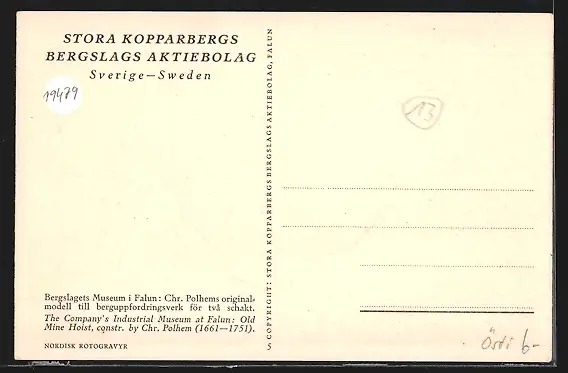 STORA KOPPARBERGS
BERGSLAGS AKTIEBOLAG
Sverige—Sweden
19479
13
Bergslagets Museum i Falun: Chr. Polhems original-
modell till berguppfordringsverk för två schakt.
The Company's Industrial Museum at Falun: Old
Mine Hoist, constr. by Chr. Polhem (1661—1751).
NORDISK ROTOGRAVYR
5 COPYRIGHT: STORA KOPPARBERGS BERGSLAGS AKTIEBOLAG, FALUN
6-